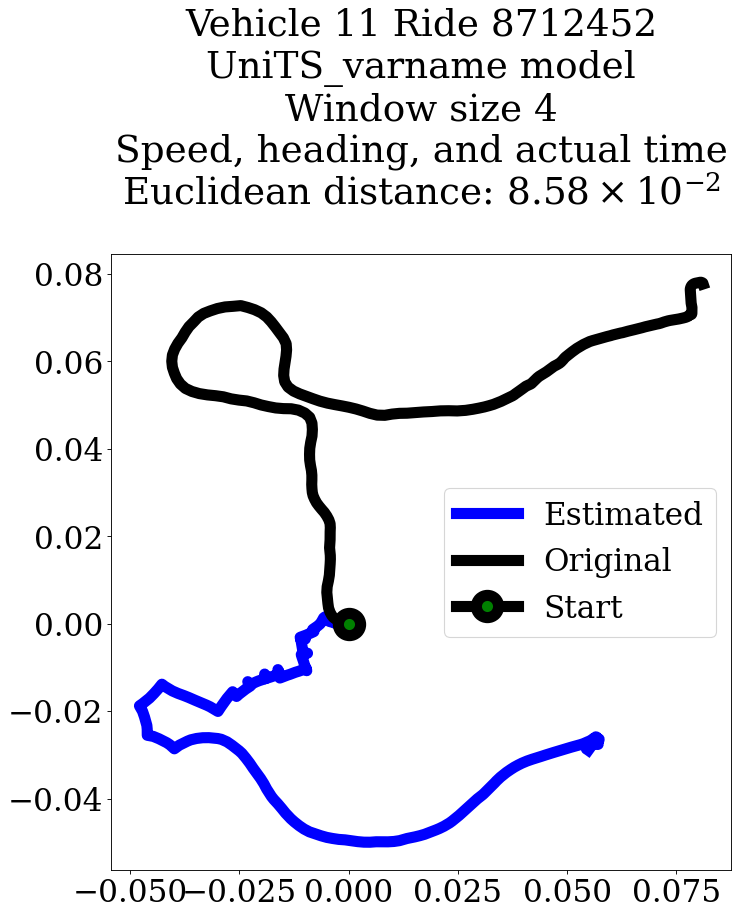 Vehicle 11 Ride 8712452
UniTS_varname model
Window size 4
Speed, heading, and actual time
Euclidean distance: 8.58 × 10⁻²
0.08
0.06
0.04
0.02
0.00
−0.02
−0.04
Estimated
Original
Start
−0.050 −0.025 0.000 0.025 0.050 0.075